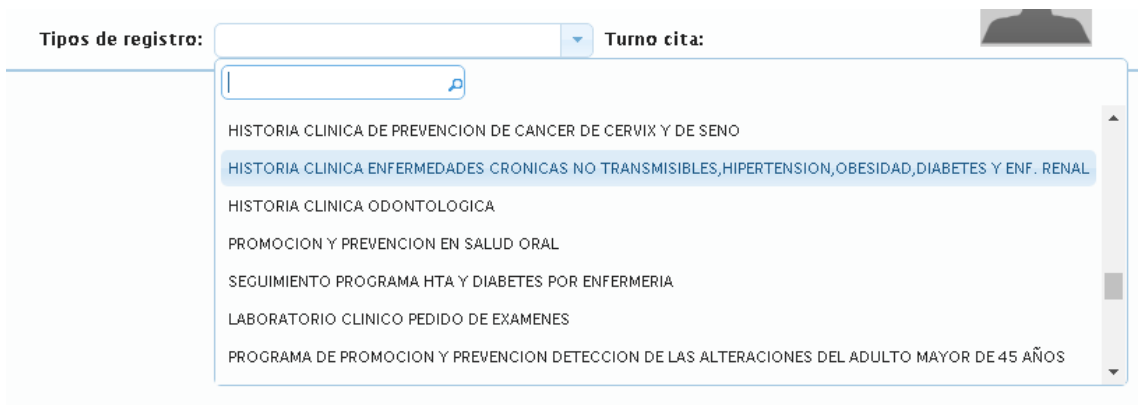 Tipos de registro: Turno cita:
HISTORIA CLINICA DE PREVENCION DE CANCER DE CERVIX Y DE SENO
HISTORIA CLINICA ENFERMEDADES CRONICAS NO TRANSMISIBLES,HIPERTENSION,OBESIDAD,DIABETES Y ENF. RENAL
HISTORIA CLINICA ODONTOLOGICA
PROMOCION Y PREVENCION EN SALUD ORAL
SEGUIMIENTO PROGRAMA HTA Y DIABETES POR ENFERMERIA
LABORATORIO CLINICO PEDIDO DE EXAMENES
PROGRAMA DE PROMOCION Y PREVENCION DETECCION DE LAS ALTERACIONES DEL ADULTO MAYOR DE 45 AÑOS